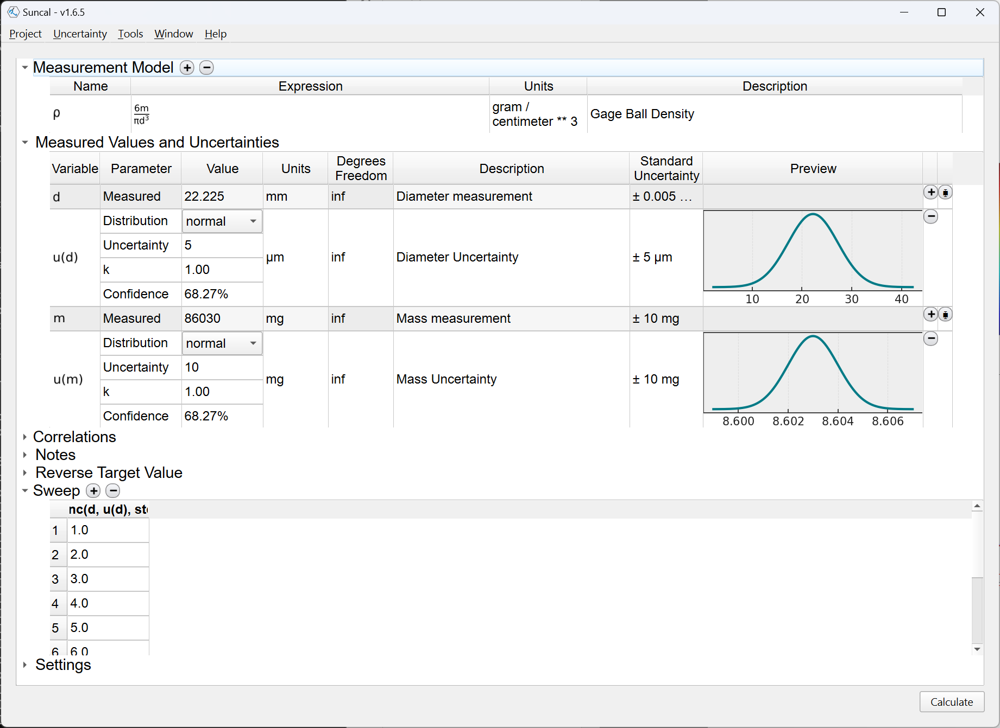 Suncal - v1.6.5
Project Uncertainty Tools Window Help
Measurement Model
Name Expression Units Description
ρ 6m/πd³ gram / centimeter ** 3 Gage Ball Density
Measured Values and Uncertainties
Variable Parameter Value Units Degrees Freedom Description Standard Uncertainty Preview
d Measured 22.225 mm inf Diameter measurement ± 0.005 ...
u(d) Distribution normal µm inf Diameter Uncertainty ± 5 µm
Uncertainty 5
k 1.00
Confidence 68.27%
10 20 30 40
m Measured 86030 mg inf Mass measurement ± 10 mg
u(m) Distribution normal mg inf Mass Uncertainty ± 10 mg
Uncertainty 10
k 1.00
Confidence 68.27%
8.600 8.602 8.604 8.606
Correlations
Notes
Reverse Target Value
Sweep
nc(d, u(d), st
1 1.0
2 2.0
3 3.0
4 4.0
5 5.0
6 6.0
Settings
Calculate